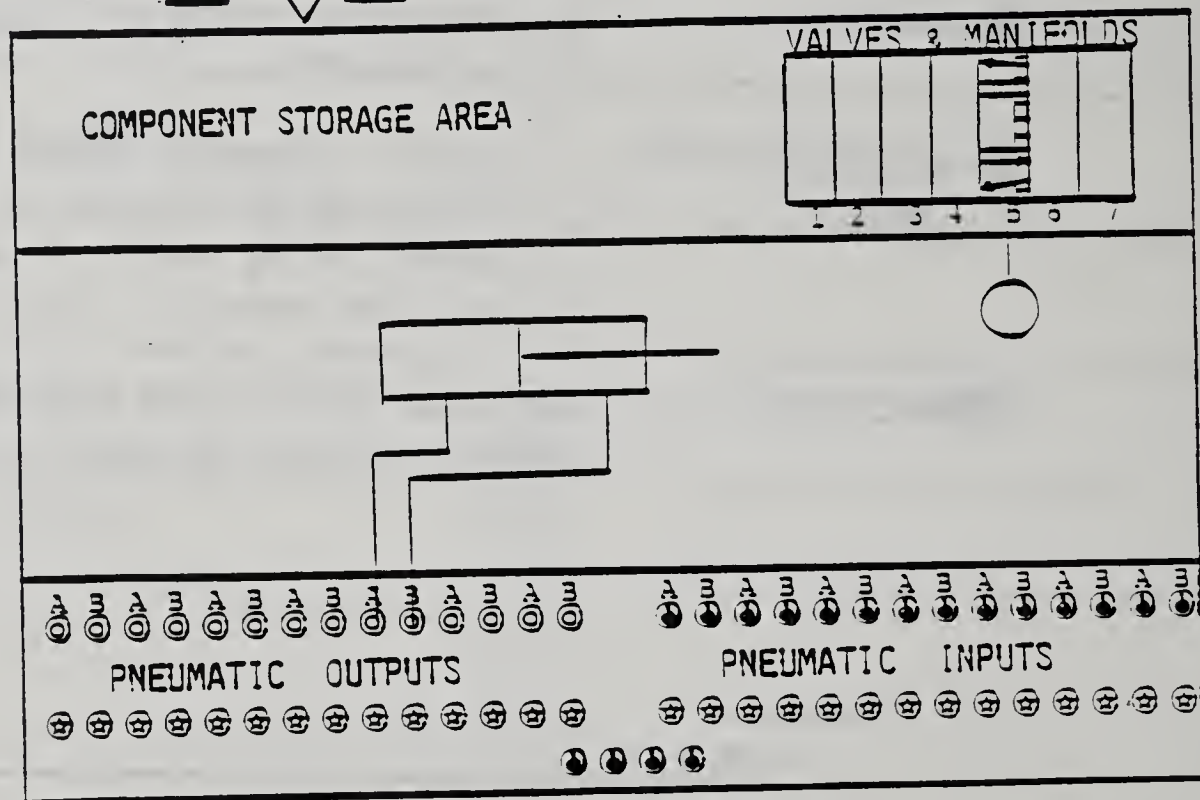 VALVES & MANIFOLDS
COMPONENT STORAGE AREA
1 2 3 4 5 6 7
A B A B A B A B A B A B A B
A B A B A B A B A B A B A B
PNEUMATIC OUTPUTS
PNEUMATIC INPUTS